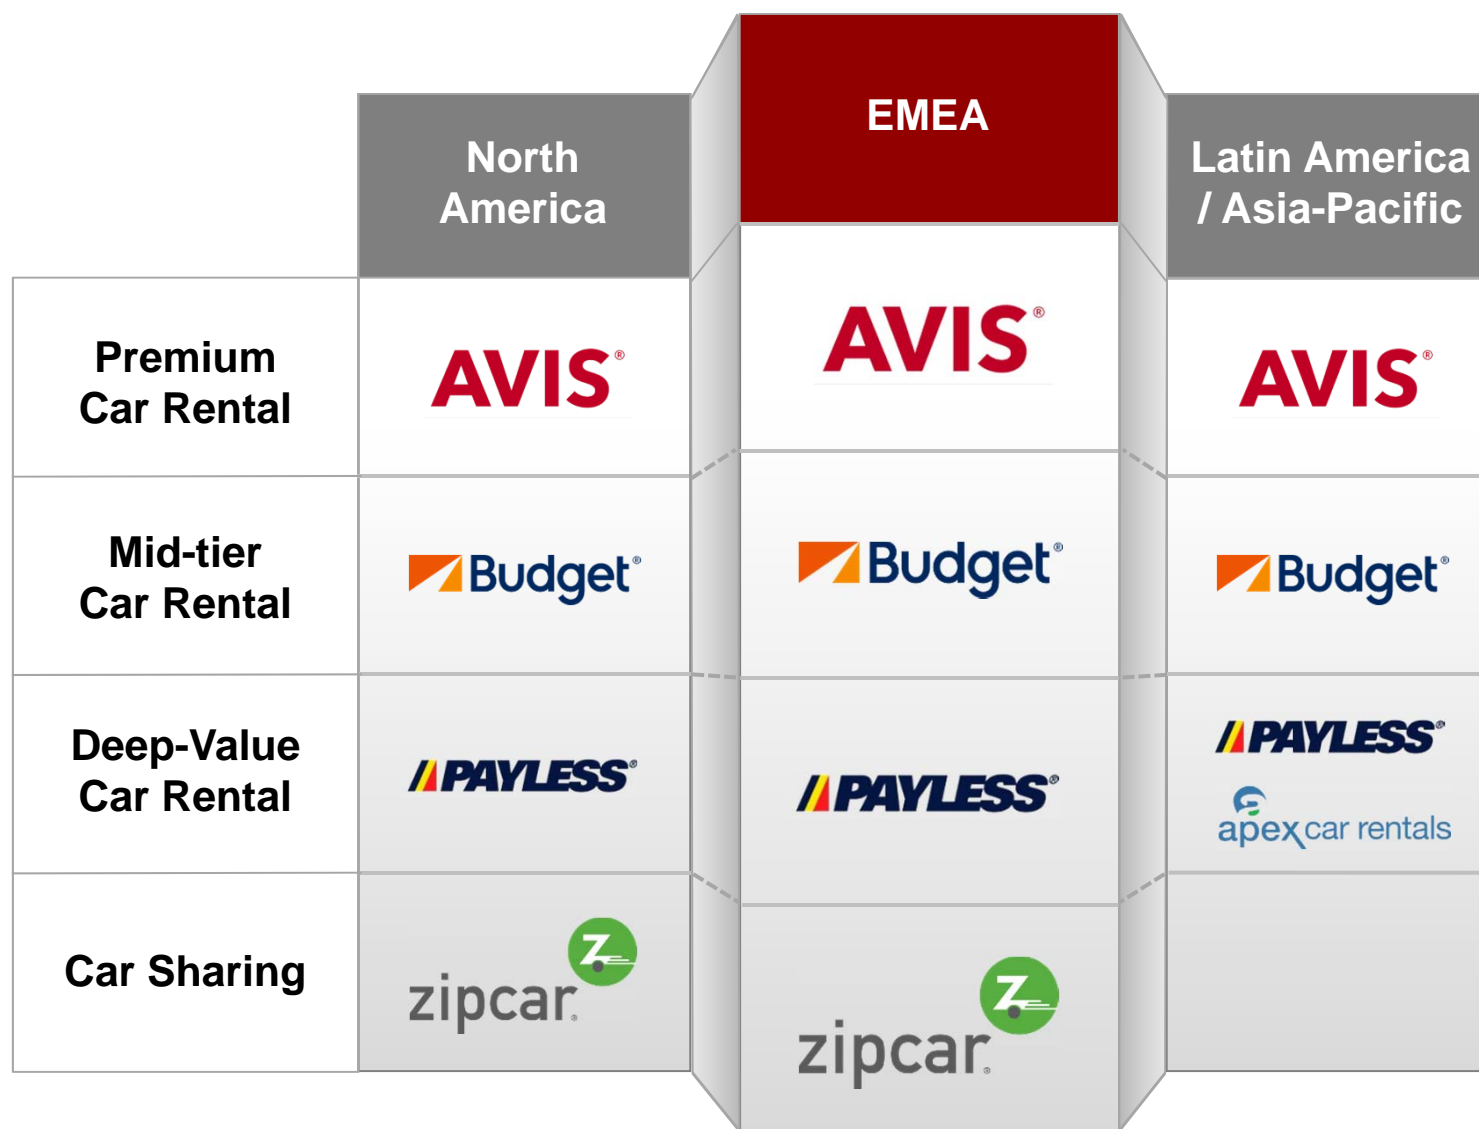 EMEA
North
America
Latin America
/ Asia-Pacific
Premium
Car Rental
AVIS®
AVIS®
AVIS®
Mid-tier
Car Rental
Budget®
Budget®
Budget®
Deep-Value
Car Rental
PAYLESS®
PAYLESS®
PAYLESS®
apex car rentals
Car Sharing
Z
zipcar®
Z
zipcar®